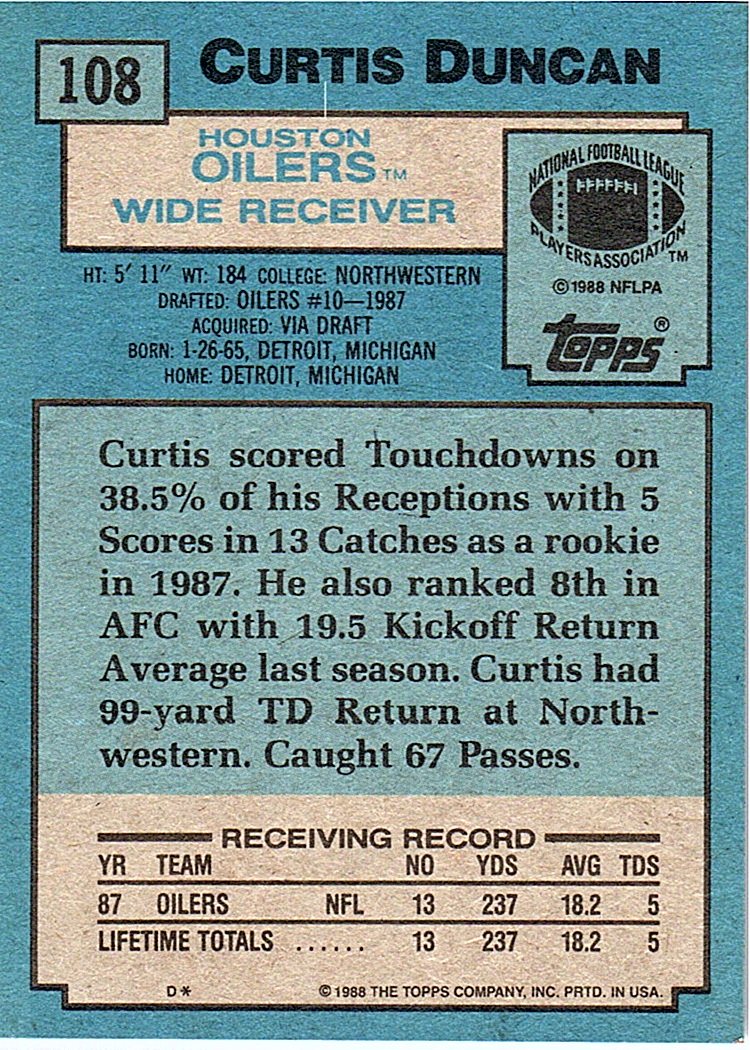 108
CURTIS DUNCAN
HOUSTON
OILERS TM
WIDE RECEIVER
NATIONAL FOOTBALL LEAGUE
PLAYERS ASSOCIATION TM
©1988 NFLPA
topps®
HT: 5' 11" WT: 184 COLLEGE: NORTHWESTERN
DRAFTED: OILERS #10—1987
ACQUIRED: VIA DRAFT
BORN: 1-26-65, DETROIT, MICHIGAN
HOME: DETROIT, MICHIGAN
Curtis scored Touchdowns on
38.5% of his Receptions with 5
Scores in 13 Catches as a rookie
in 1987. He also ranked 8th in
AFC with 19.5 Kickoff Return
Average last season. Curtis had
99-yard TD Return at North-
western. Caught 67 Passes.
RECEIVING RECORD
YR TEAM NO YDS AVG TDS
87 OILERS NFL 13 237 18.2 5
LIFETIME TOTALS ...... 13 237 18.2 5
D* ©1988 THE TOPPS COMPANY, INC. PRTD. IN USA.